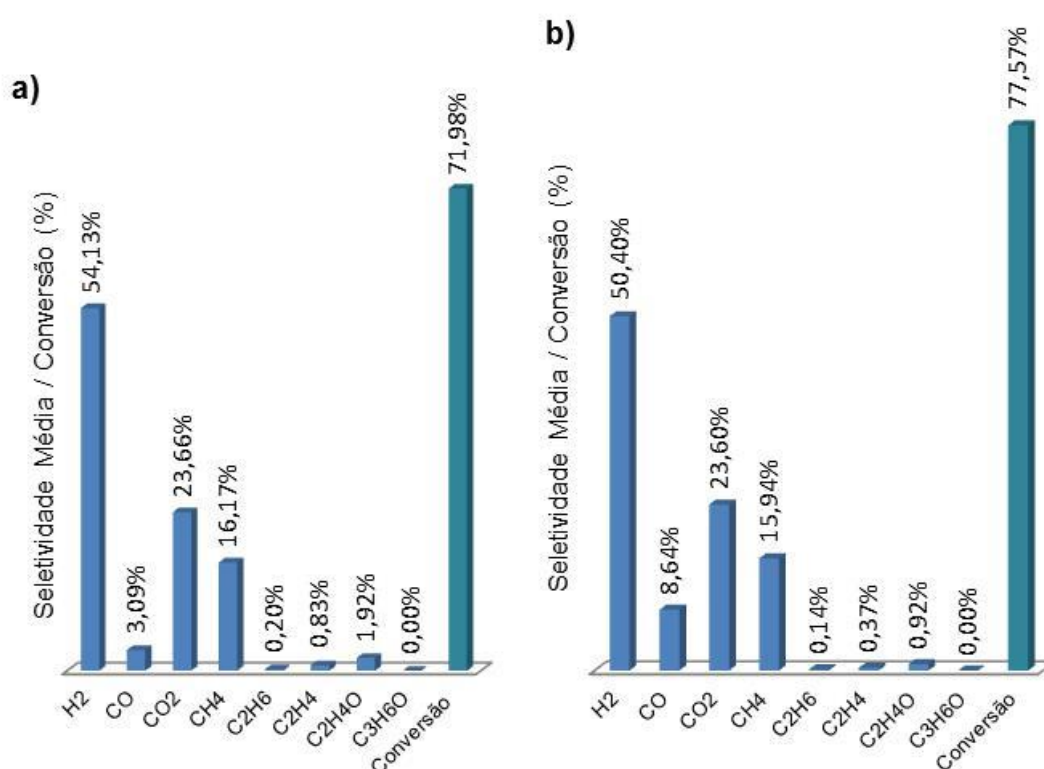 a)
Seletividade Média / Conversão (%)
54,13%
3,09%
23,66%
16,17%
0,20%
0,83%
1,92%
0,00%
71,98%
H2
CO
CO2
CH4
C2H6
C2H4
C2H4O
C3H6O
Conversão
b)
Seletividade Média / Conversão (%)
50,40%
8,64%
23,60%
15,94%
0,14%
0,37%
0,92%
0,00%
77,57%
H2
CO
CO2
CH4
C2H6
C2H4
C2H4O
C3H6O
Conversão